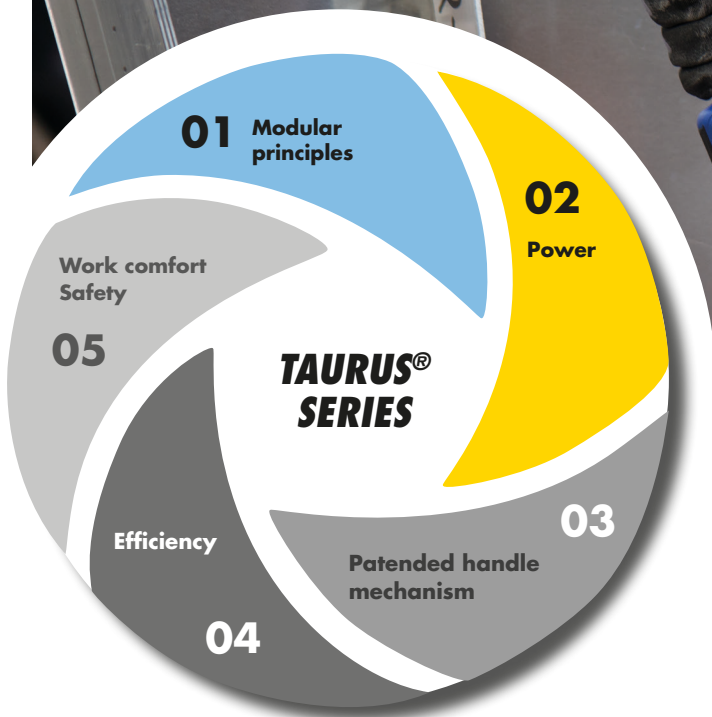 01 Modular
principles
02
Power
03
Patended handle
mechanism
Efficiency
04
Work comfort
Safety
05
TAURUS®
SERIES